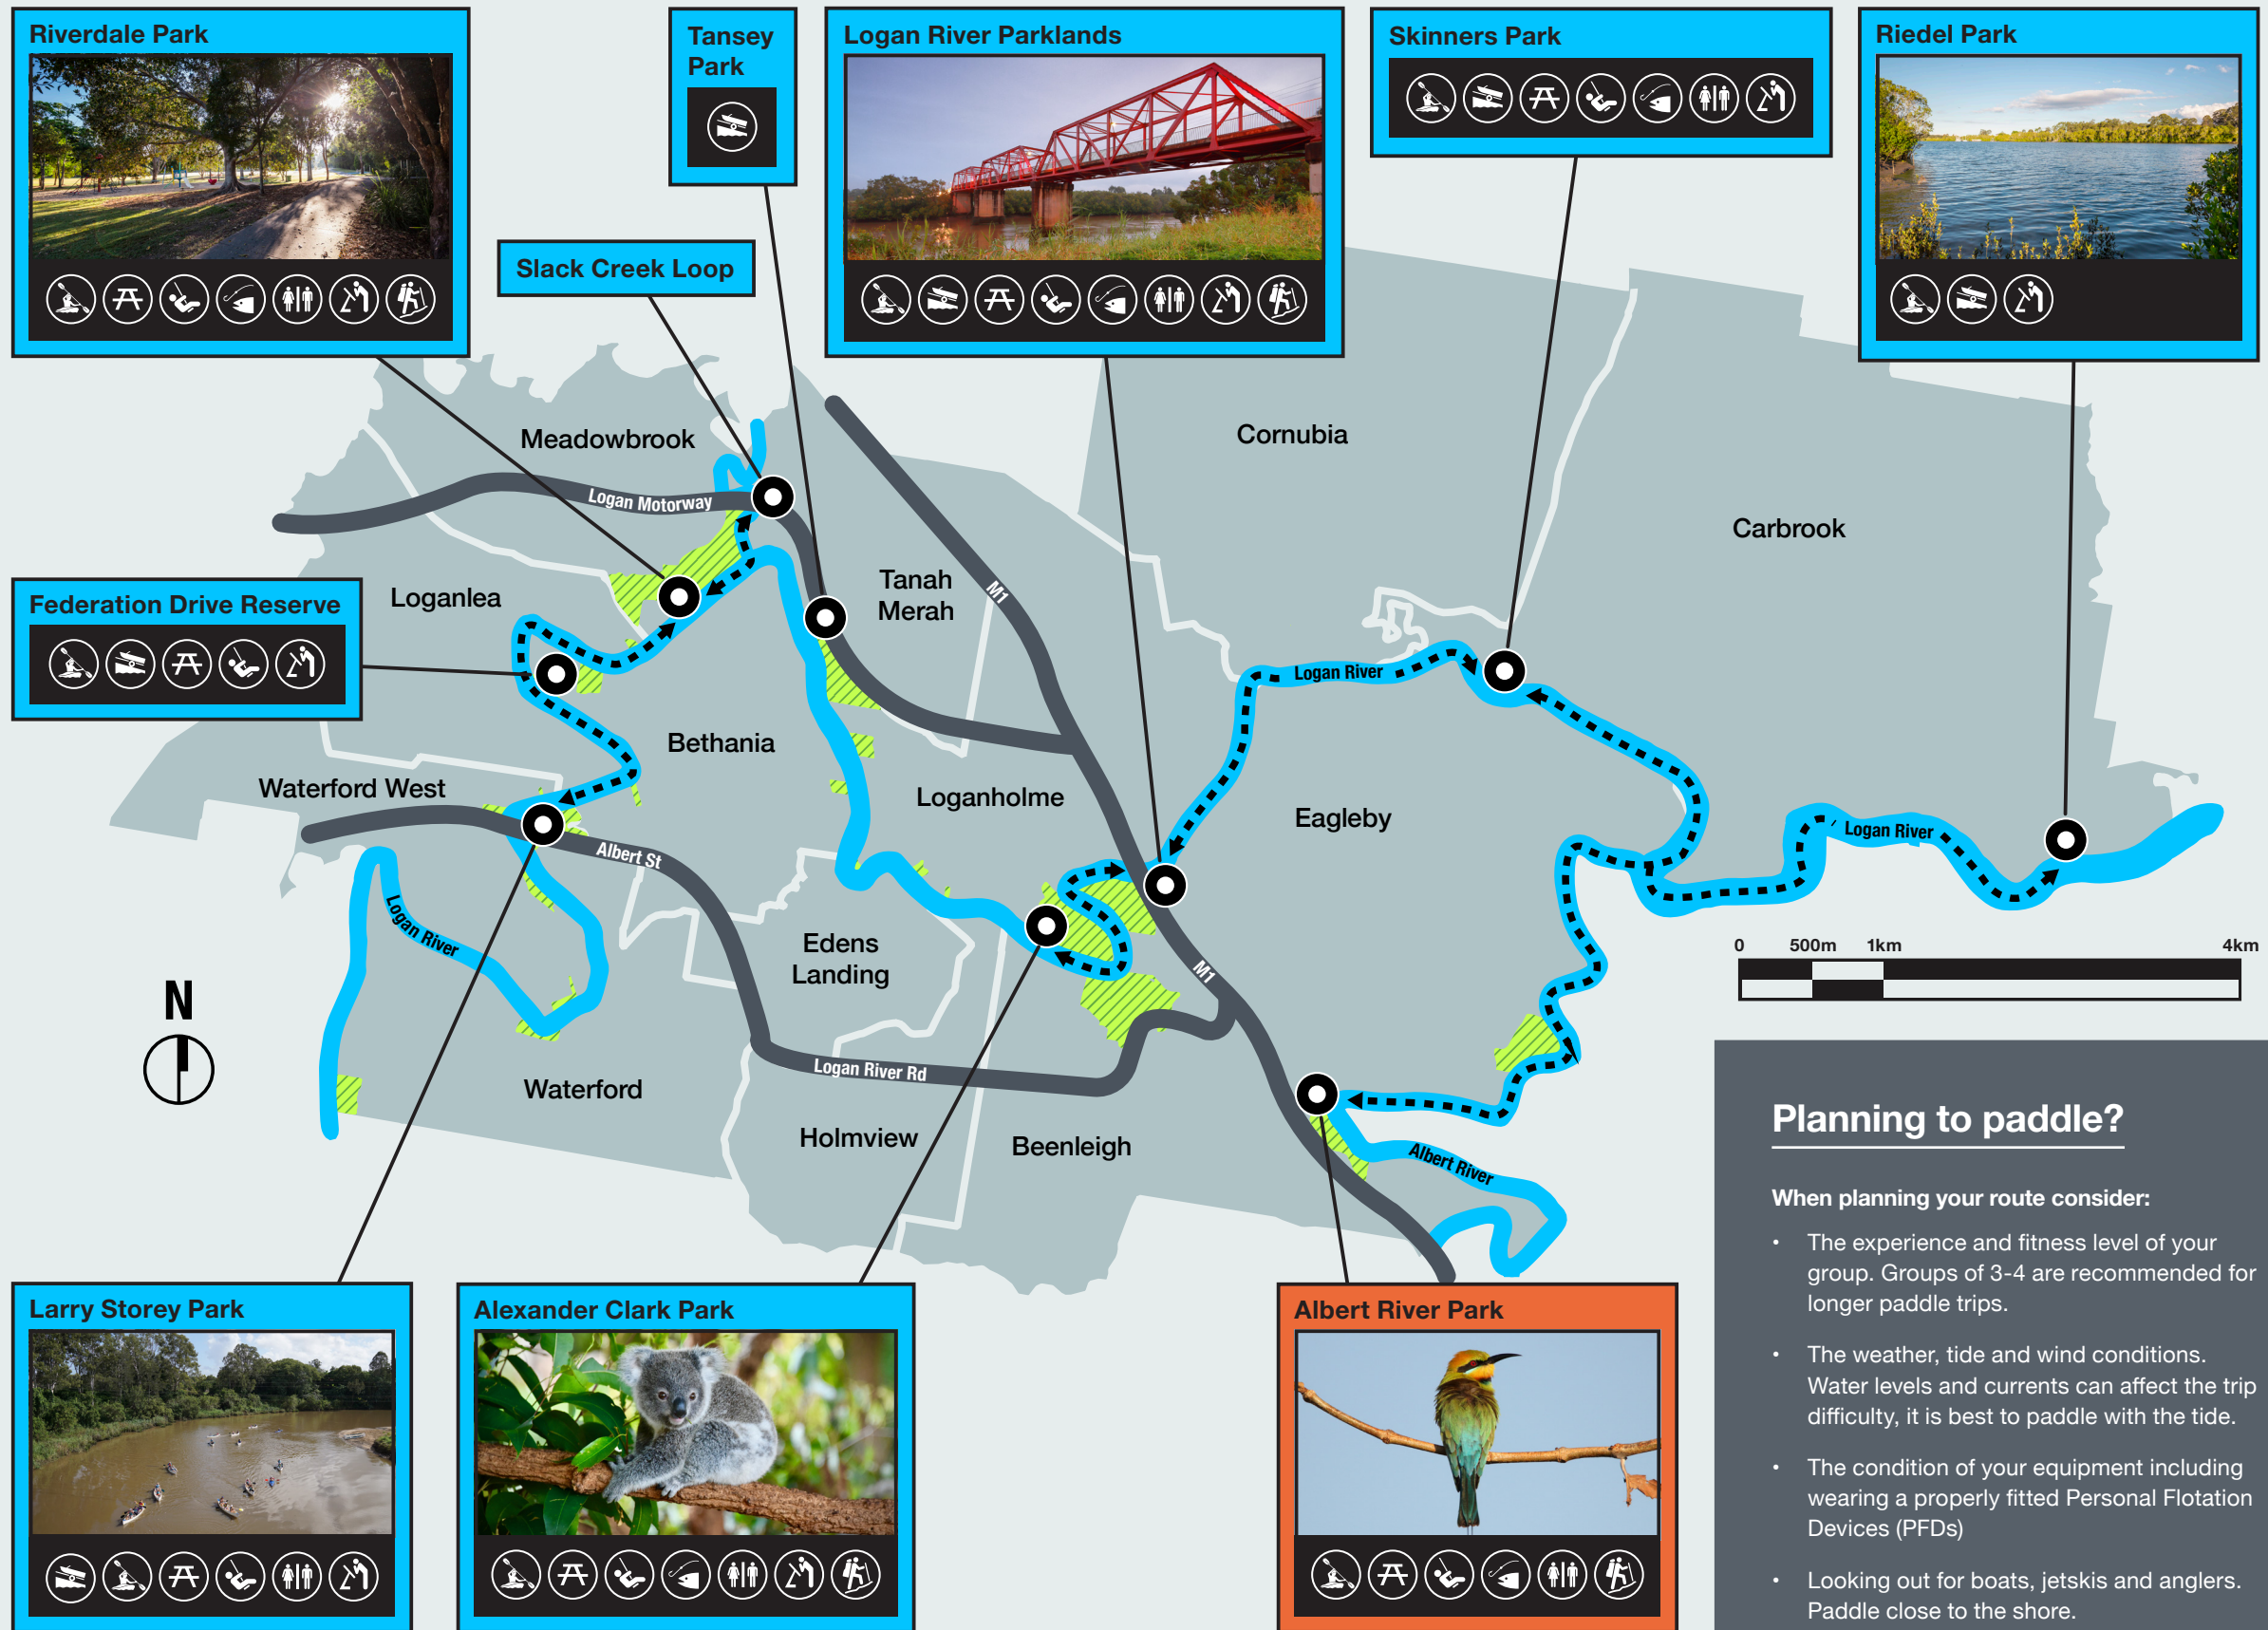 Riverdale Park
Tansey
Park
Logan River Parklands
Skinners Park
Riedel Park
Slack Creek Loop
Federation Drive Reserve
Meadowbrook
Logan Motorway
Cornubia
Carbrook
Loganlea
Tanah
Merah
M1
Logan River
Bethania
Waterford West
Loganholme
Eagleby
Albert St
Logan River
Logan River
Edens
Landing
M1
0 500m 1km 4km
N
Waterford
Logan River Rd
Holmview
Beenleigh
Albert River
Larry Storey Park
Alexander Clark Park
Albert River Park
Planning to paddle?
When planning your route consider:
• The experience and fitness level of your
group. Groups of 3-4 are recommended for
longer paddle trips.
• The weather, tide and wind conditions.
Water levels and currents can affect the trip
difficulty, it is best to paddle with the tide.
• The condition of your equipment including
wearing a properly fitted Personal Flotation
Devices (PFDs)
• Looking out for boats, jetskis and anglers.
Paddle close to the shore.